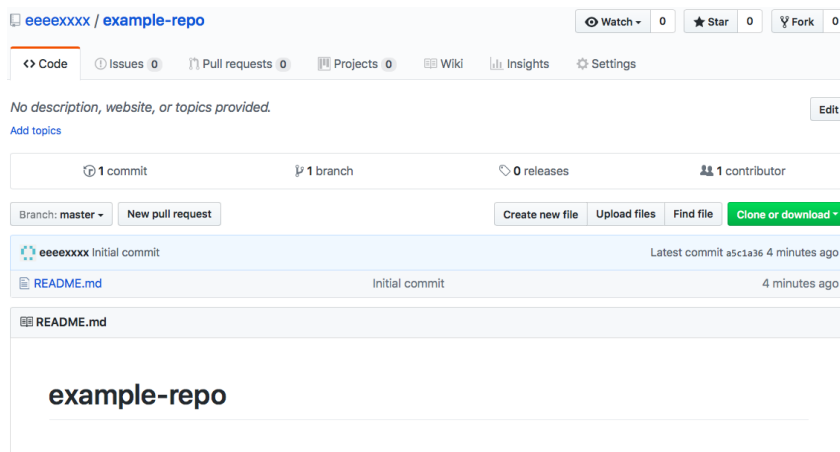 eeeexxxx / example-repo
Watch 0 Star 0 Fork 0
Code Issues 0 Pull requests 0 Projects 0 Wiki Insights Settings
No description, website, or topics provided. Edit
Add topics
1 commit 1 branch 0 releases 1 contributor
Branch: master New pull request Create new file Upload files Find file Clone or download
eeeexxxx Initial commit Latest commit a5c1a36 4 minutes ago
README.md Initial commit 4 minutes ago
README.md
example-repo